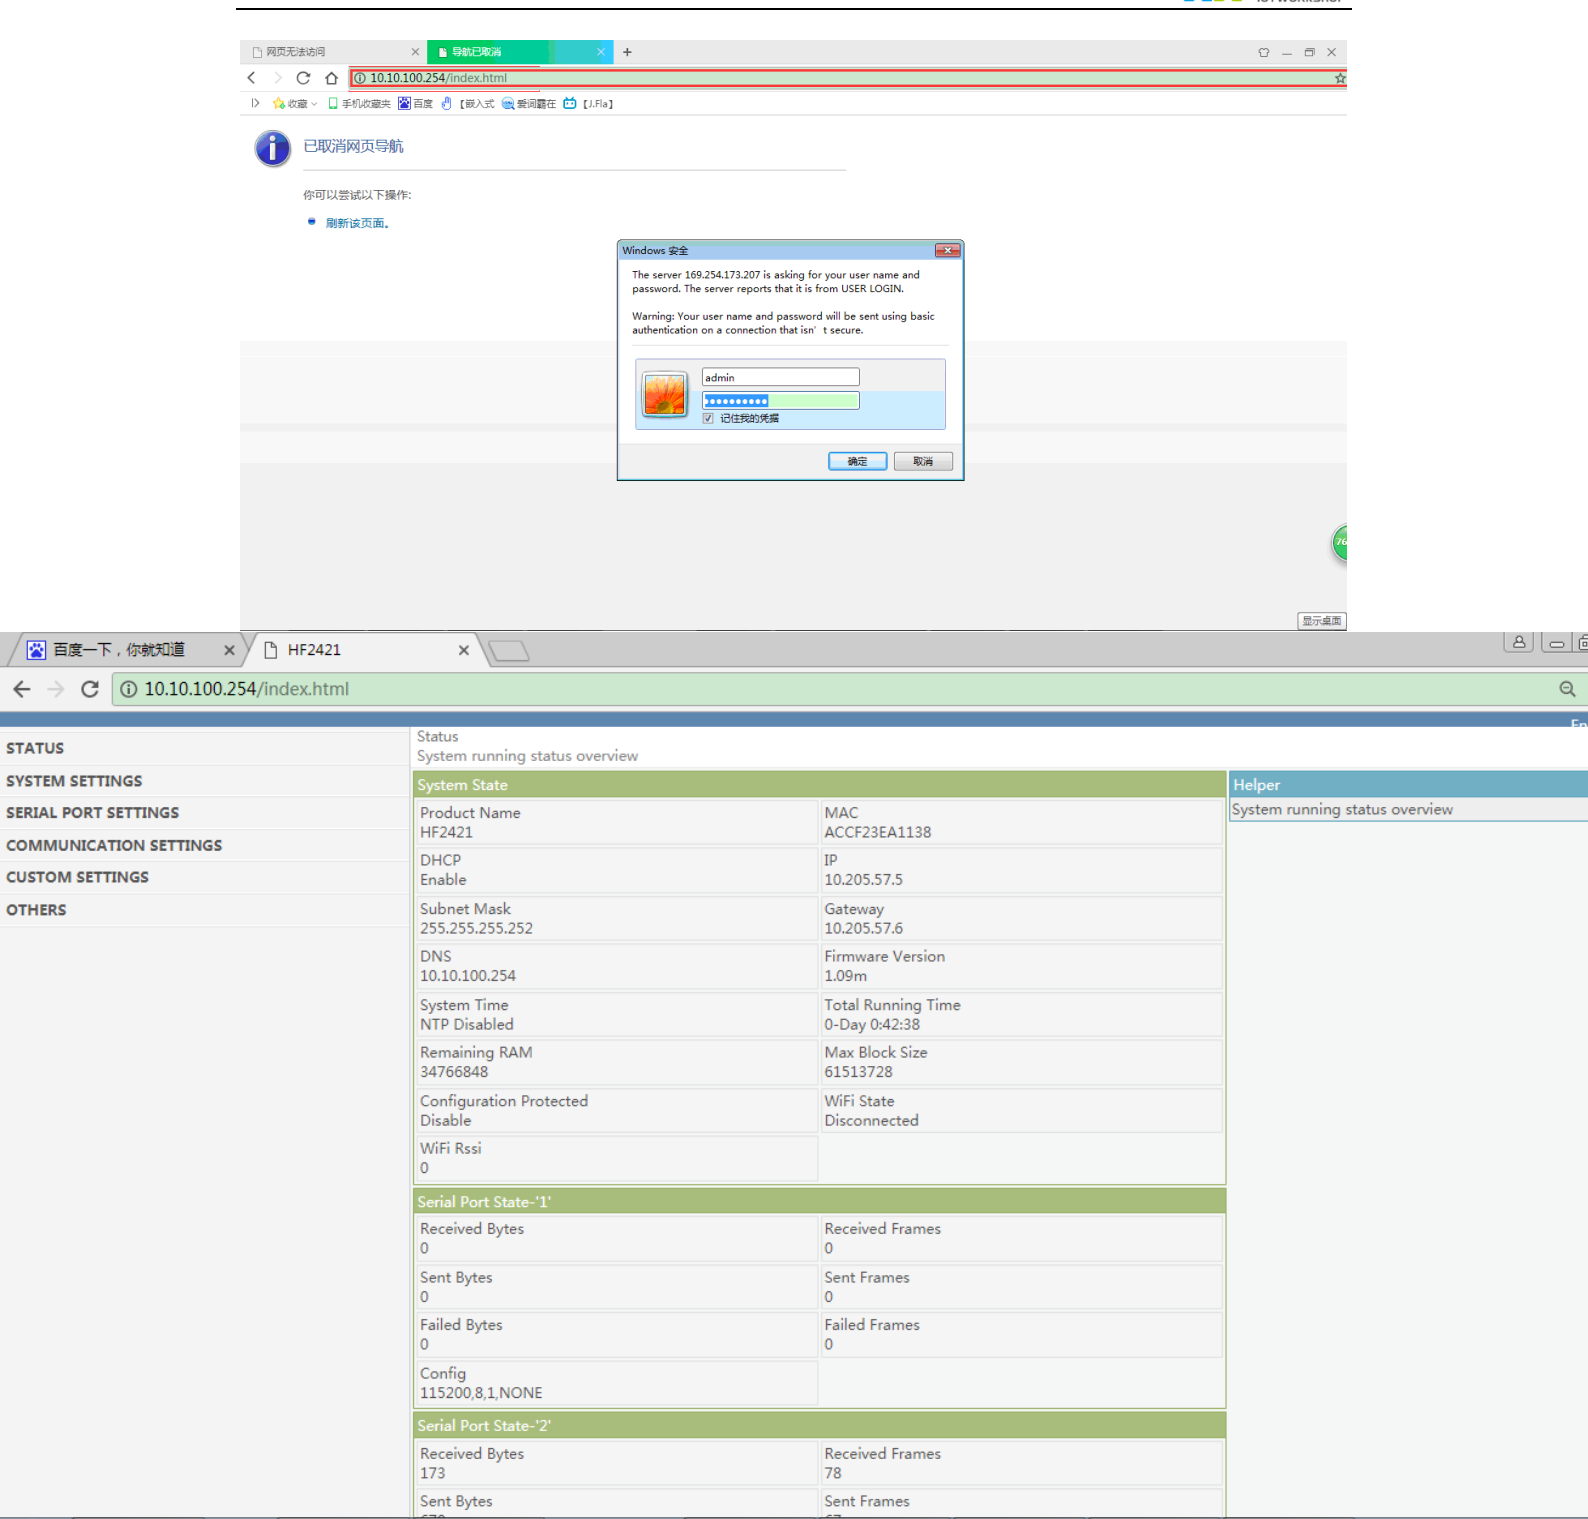 网页无法访问
导航已取消
10.10.100.254/index.html
收藏
手机收藏夹
百度
【嵌入式
爱词霸在
【J.Fla】
已取消网页导航
你可以尝试以下操作:
刷新该页面。
Windows 安全
The server 169.254.173.207 is asking for your user name and
password. The server reports that it is from USER LOGIN.
Warning: Your user name and password will be sent using basic
authentication on a connection that isn' t secure.
admin
记住我的凭据
确定
取消
76
显示桌面
百度一下，你就知道
HF2421
10.10.100.254/index.html
STATUS
SYSTEM SETTINGS
SERIAL PORT SETTINGS
COMMUNICATION SETTINGS
CUSTOM SETTINGS
OTHERS
Status
System running status overview
System State
Product Name
HF2421
MAC
ACCF23EA1138
DHCP
Enable
IP
10.205.57.5
Subnet Mask
255.255.255.252
Gateway
10.205.57.6
DNS
10.10.100.254
Firmware Version
1.09m
System Time
NTP Disabled
Total Running Time
0-Day 0:42:38
Remaining RAM
34766848
Max Block Size
61513728
Configuration Protected
Disable
WiFi State
Disconnected
WiFi Rssi
0
Serial Port State-'1'
Received Bytes
0
Received Frames
0
Sent Bytes
0
Sent Frames
0
Failed Bytes
0
Failed Frames
0
Config
115200,8,1,NONE
Serial Port State-'2'
Received Bytes
173
Received Frames
78
Sent Bytes
Sent Frames
Helper
System running status overview